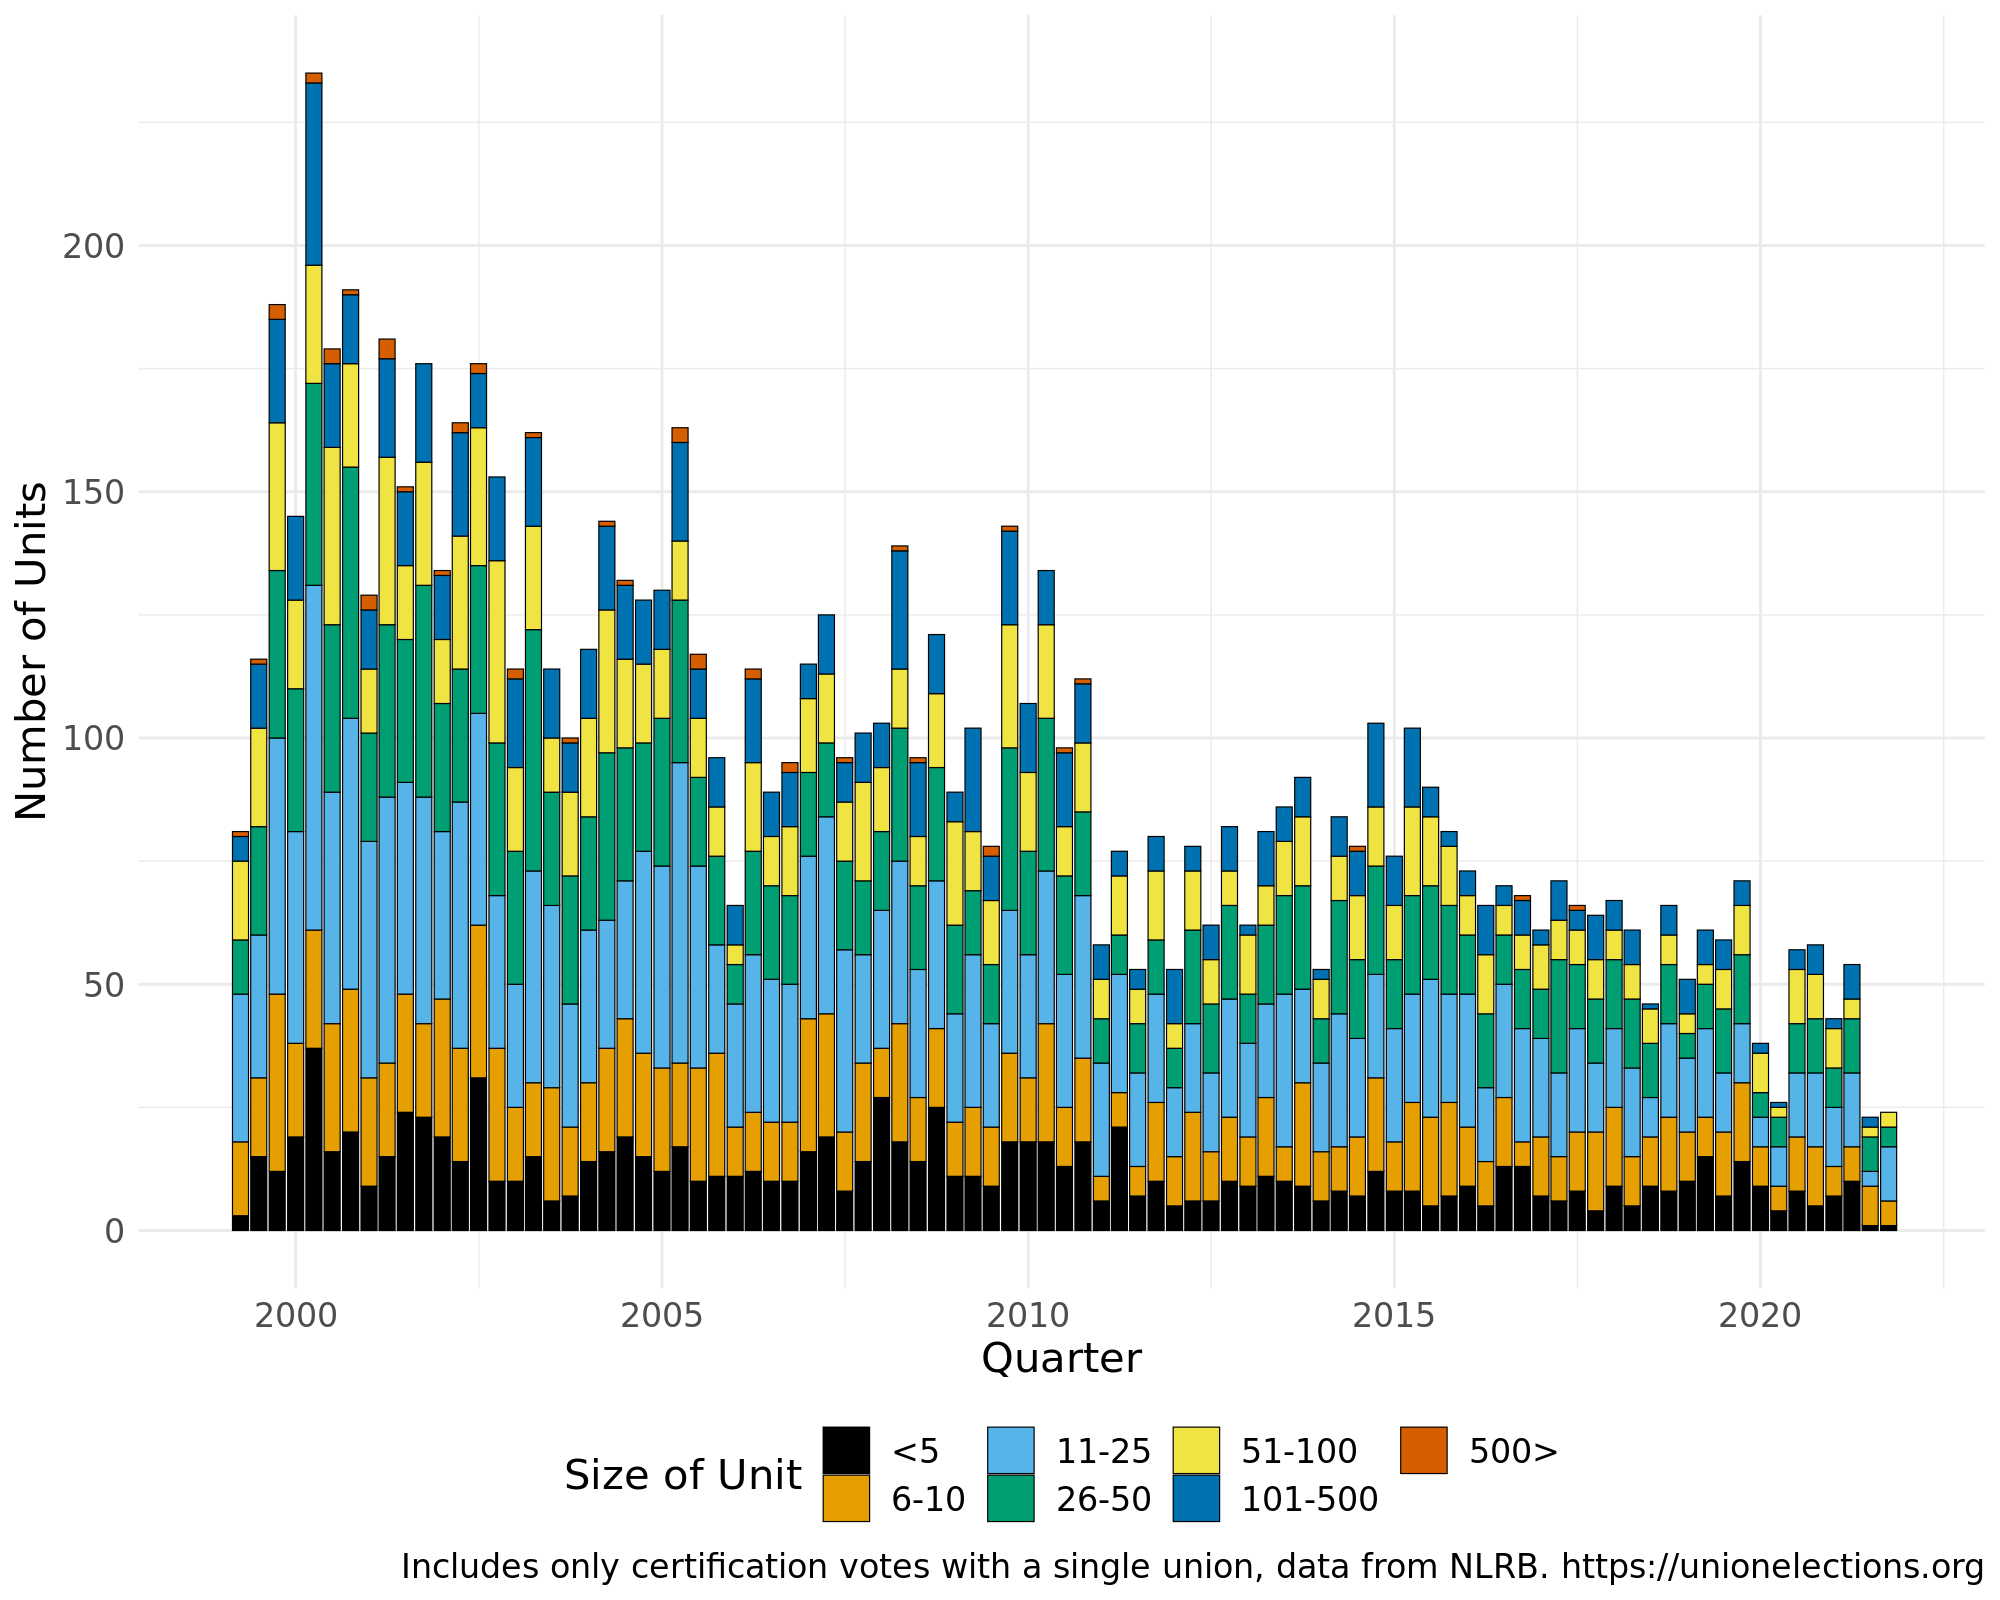 Number of Units
200
150
100
50
0
2000 2005 2010 2015 2020
Quarter
Size of Unit
<5 11-25 51-100 500>
6-10 26-50 101-500
Includes only certification votes with a single union, data from NLRB. https://unionelections.org